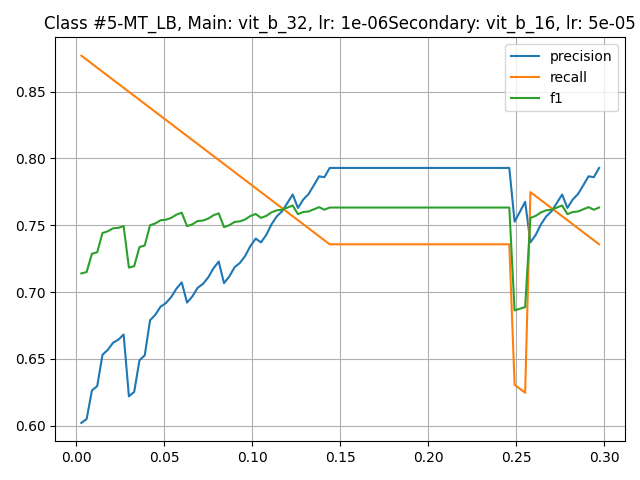 Class #5-MT_LB, Main: vit_b_32, lr: 1e-06Secondary: vit_b_16, lr: 5e-05
precision
recall
f1
0.85
0.80
0.75
0.70
0.65
0.60
0.00 0.05 0.10 0.15 0.20 0.25 0.30